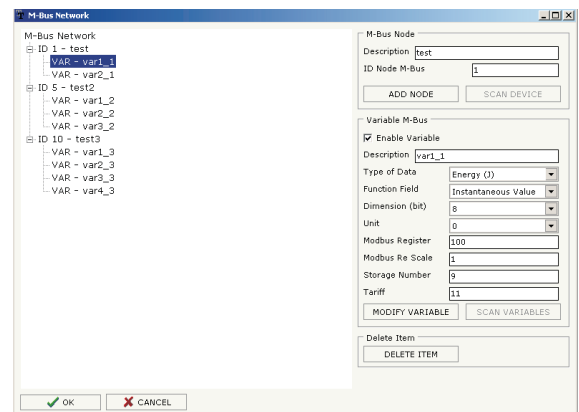 M-Bus Network
M-Bus Network
ID 1 - test
VAR - var1_1
VAR - var2_1
ID 5 - test2
VAR - var1_2
VAR - var2_2
VAR - var3_2
ID 10 - test3
VAR - var1_3
VAR - var2_3
VAR - var3_3
VAR - var4_3
M-Bus Node
Description test
ID Node M-Bus 1
ADD NODE SCAN DEVICE
Variable M-Bus
Enable Variable
Description var1_1
Type of Data Energy (J)
Function Field Instantaneous Value
Dimension (bit) 8
Unit 0
Modbus Register 100
Modbus Re Scale 1
Storage Number 9
Tariff 11
MODIFY VARIABLE SCAN VARIABLES
Delete Item
DELETE ITEM
OK CANCEL